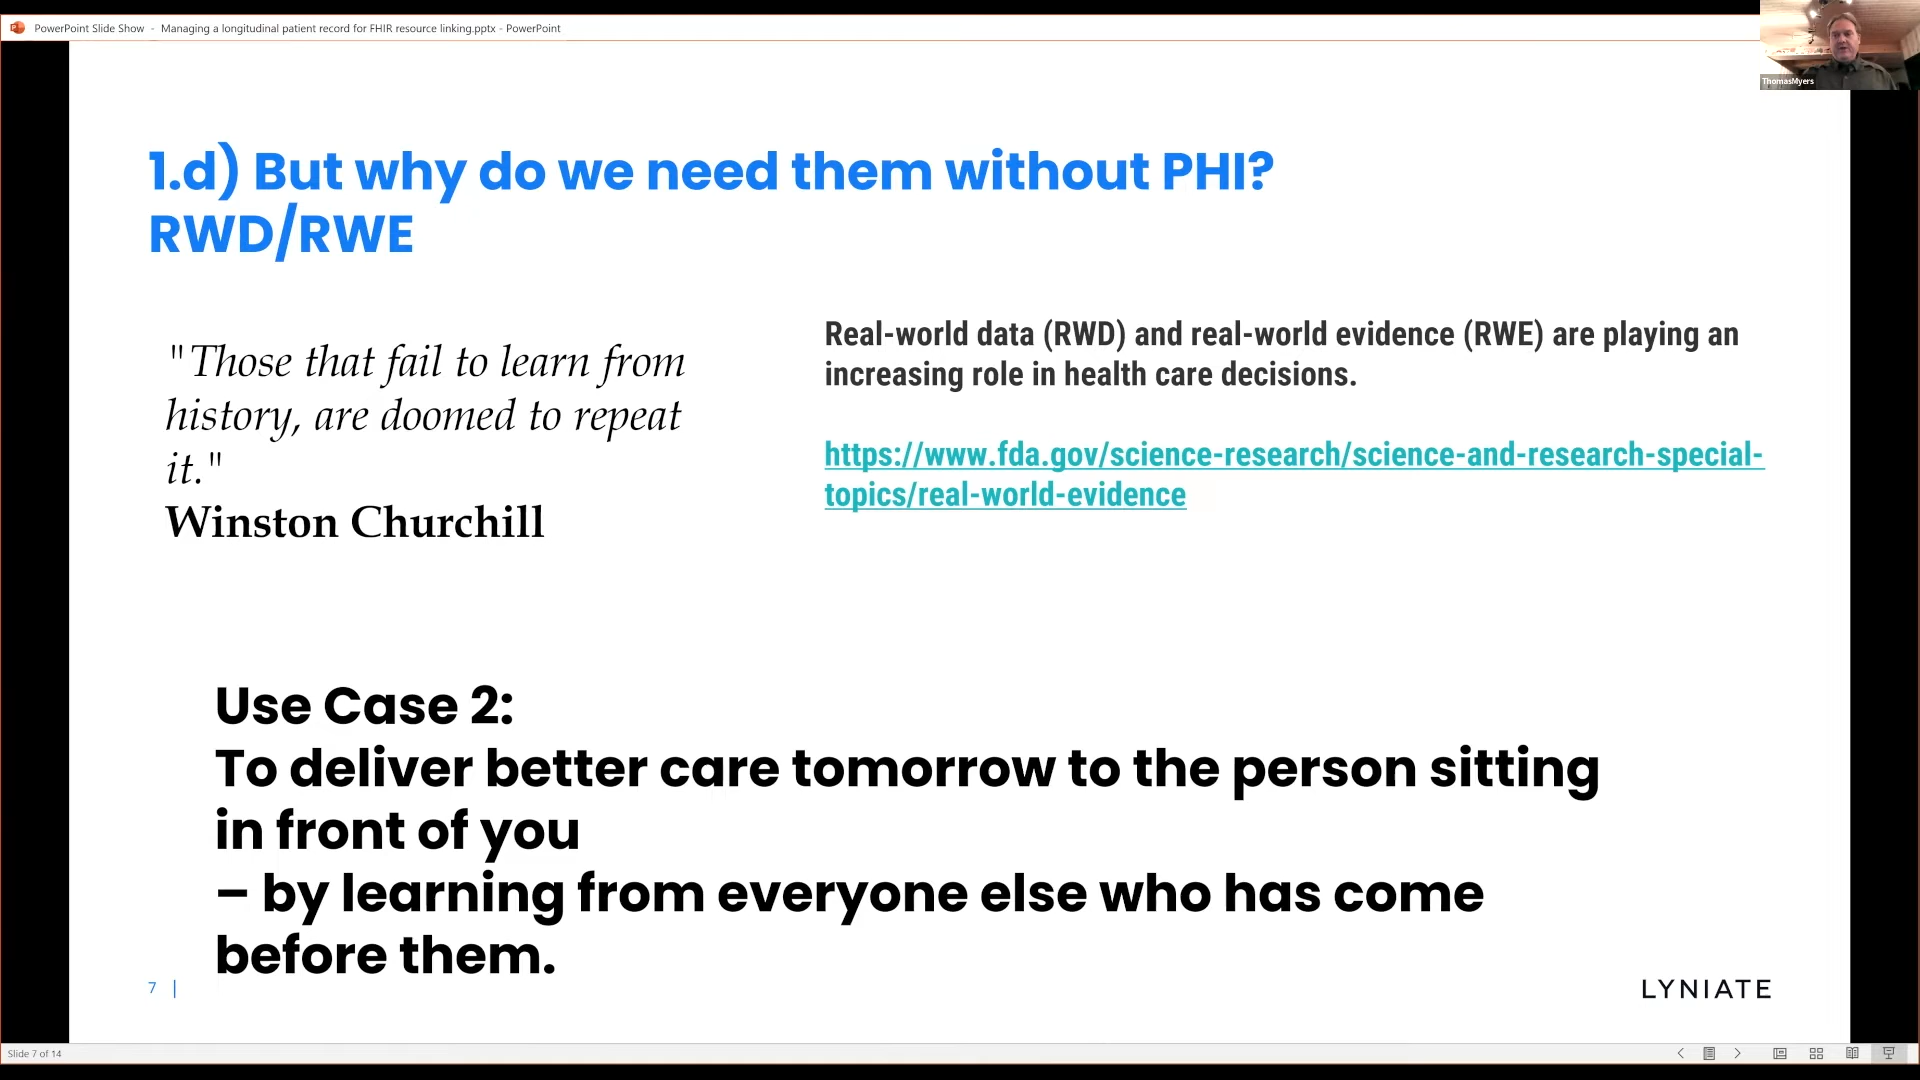 PowerPoint Slide Show - Managing a longitudinal patient record for FHIR resource linking.pptx - PowerPoint
ThomasMyers
1.d) But why do we need them without PHI?
RWD/RWE
"Those that fail to learn from
history, are doomed to repeat
it."
Winston Churchill
Real-world data (RWD) and real-world evidence (RWE) are playing an
increasing role in health care decisions.
https://www.fda.gov/science-research/science-and-research-special-
topics/real-world-evidence
Use Case 2:
To deliver better care tomorrow to the person sitting
in front of you
– by learning from everyone else who has come
before them.
7 |
LYNIATE
Slide 7 of 14